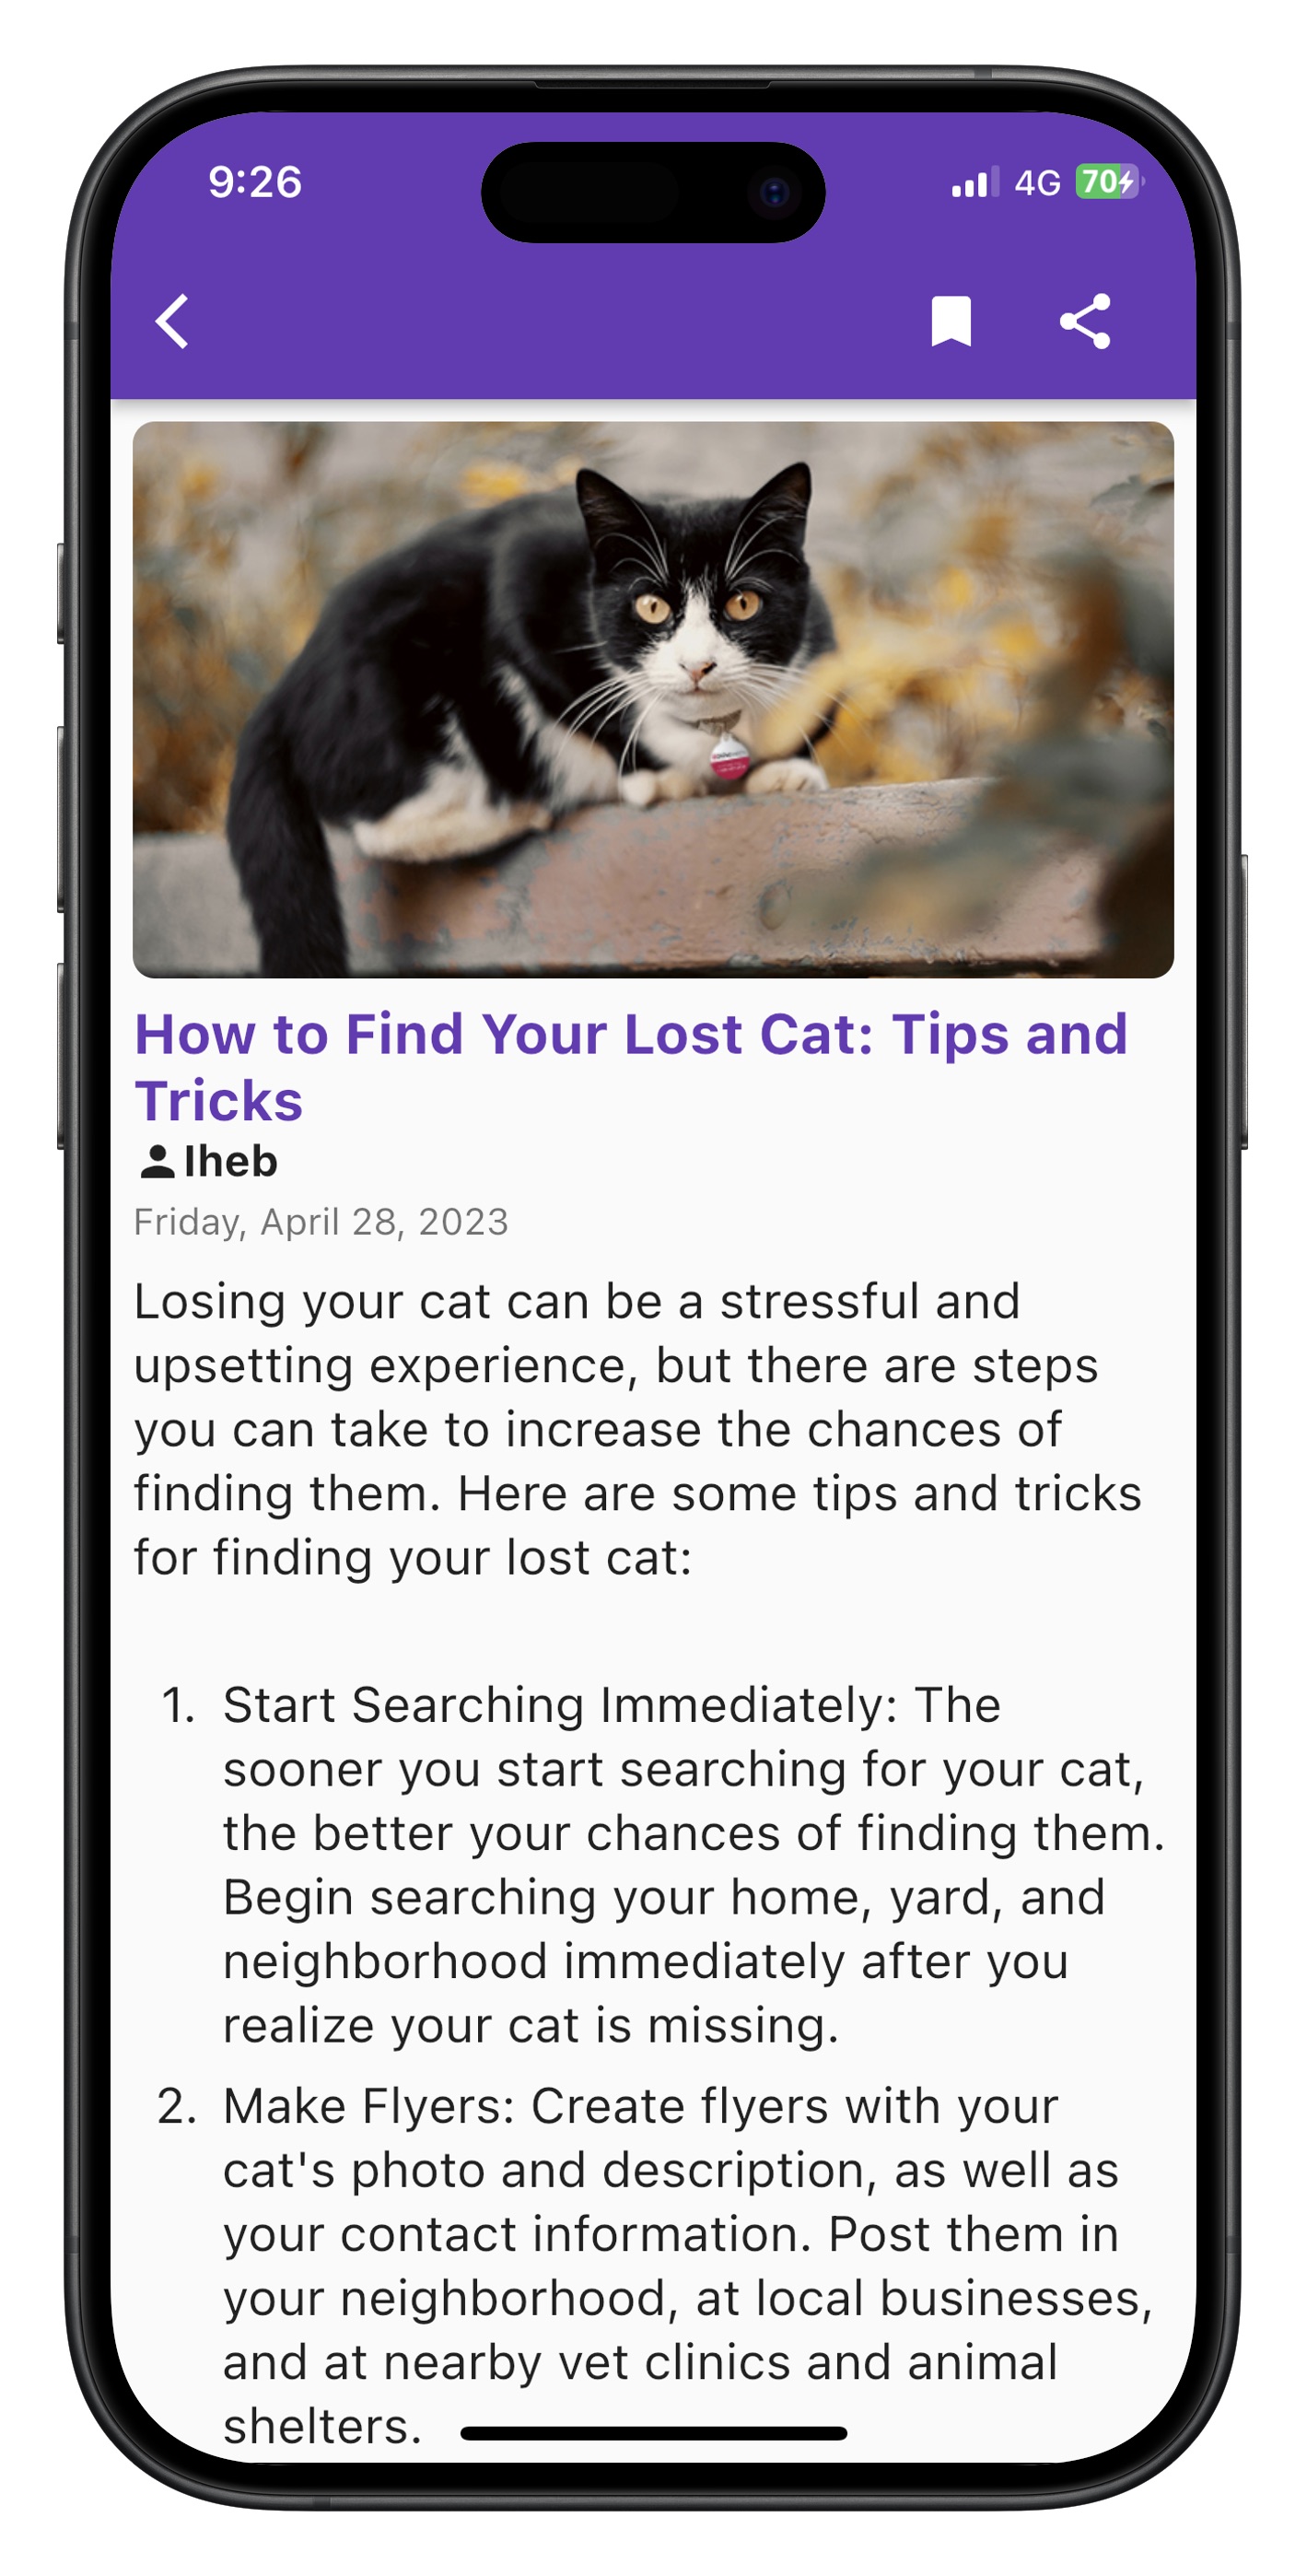 9:26
4G
70
How to Find Your Lost Cat: Tips and
Tricks
Iheb
Friday, April 28, 2023
Losing your cat can be a stressful and
upsetting experience, but there are steps
you can take to increase the chances of
finding them. Here are some tips and tricks
for finding your lost cat:
1. Start Searching Immediately: The
sooner you start searching for your cat,
the better your chances of finding them.
Begin searching your home, yard, and
neighborhood immediately after you
realize your cat is missing.
2. Make Flyers: Create flyers with your
cat's photo and description, as well as
your contact information. Post them in
your neighborhood, at local businesses,
and at nearby vet clinics and animal
shelters.